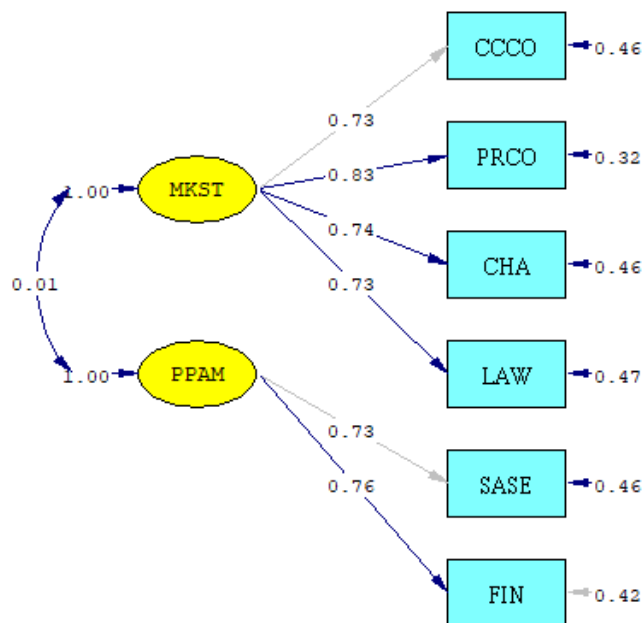 CCCO
0.46
0.73
PRCO
0.32
0.83
1.00
MKST
0.74
CHA
0.46
0.01
0.73
LAW
0.47
1.00
PPAM
0.73
SASE
0.46
0.76
FIN
0.42